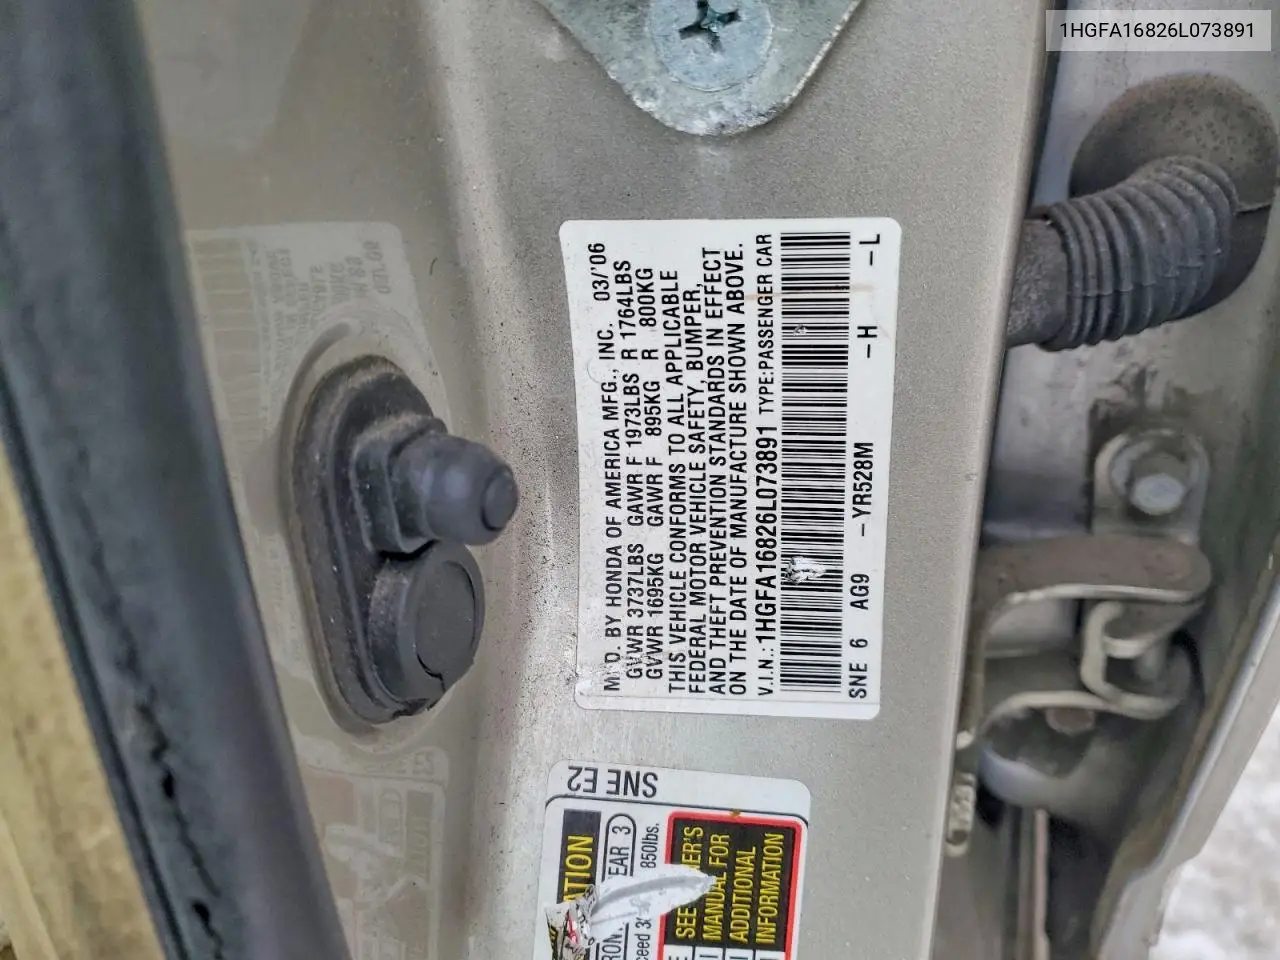 1HGFA16826L073891
MFD. BY HONDA OF AMERICA MFG., INC. 03/'06
GVWR 3737LBS GAWR F 1973LBS R 1764LBS
GVWR 1695KG GAWR F 895KG R 800KG
THIS VEHICLE CONFORMS TO ALL APPLICABLE
FEDERAL MOTOR VEHICLE SAFETY, BUMPER,
AND THEFT PREVENTION STANDARDS IN EFFECT
ON THE DATE OF MANUFACTURE SHOWN ABOVE.
V.I.N.: 1HGFA16826L073891 TYPE:PASSENGER CAR
SNE 6 AG9 -YR528M -H -L
SNE E2
EAR 3
850lbs.
SEE
MANUAL FOR
ADDITIONAL
INFORMATION